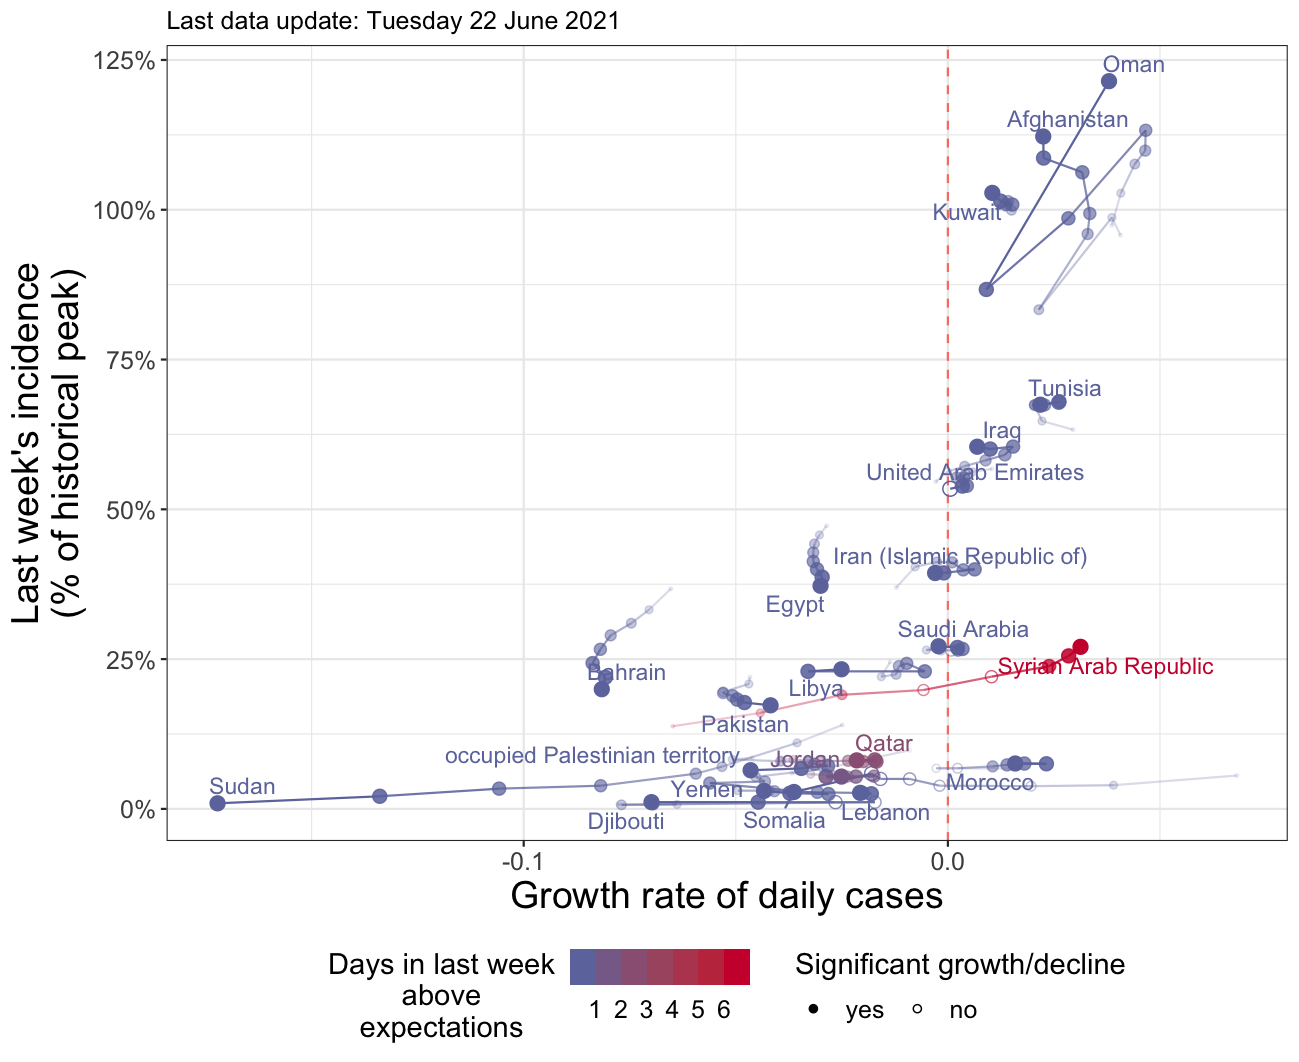 Last data update: Tuesday 22 June 2021
Last week's incidence
(% of historical peak)
125%
100%
75%
50%
25%
0%
Oman
Afghanistan
Kuwait
Tunisia
Iraq
United Arab Emirates
Iran (Islamic Republic of)
Egypt
Saudi Arabia
Syrian Arab Republic
Bahrain
Libya
Pakistan
Qatar
occupied Palestinian territory
Jordan
Sudan
Yemen
Morocco
Djibouti
Somalia
Lebanon
-0.1
0.0
Growth rate of daily cases
Days in last week
above
expectations
1 2 3 4 5 6
Significant growth/decline
yes
no